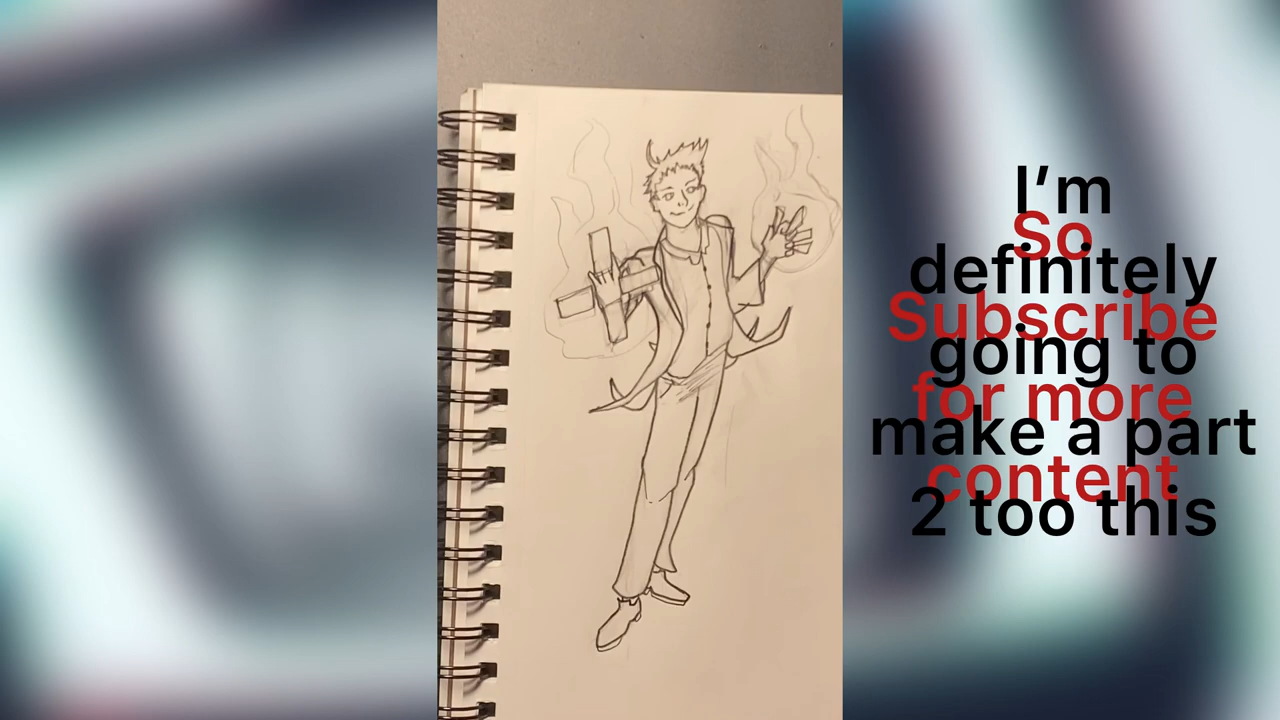 I’m
definitely
going to
make a part
2 too this
So
Subscribe
for more
content